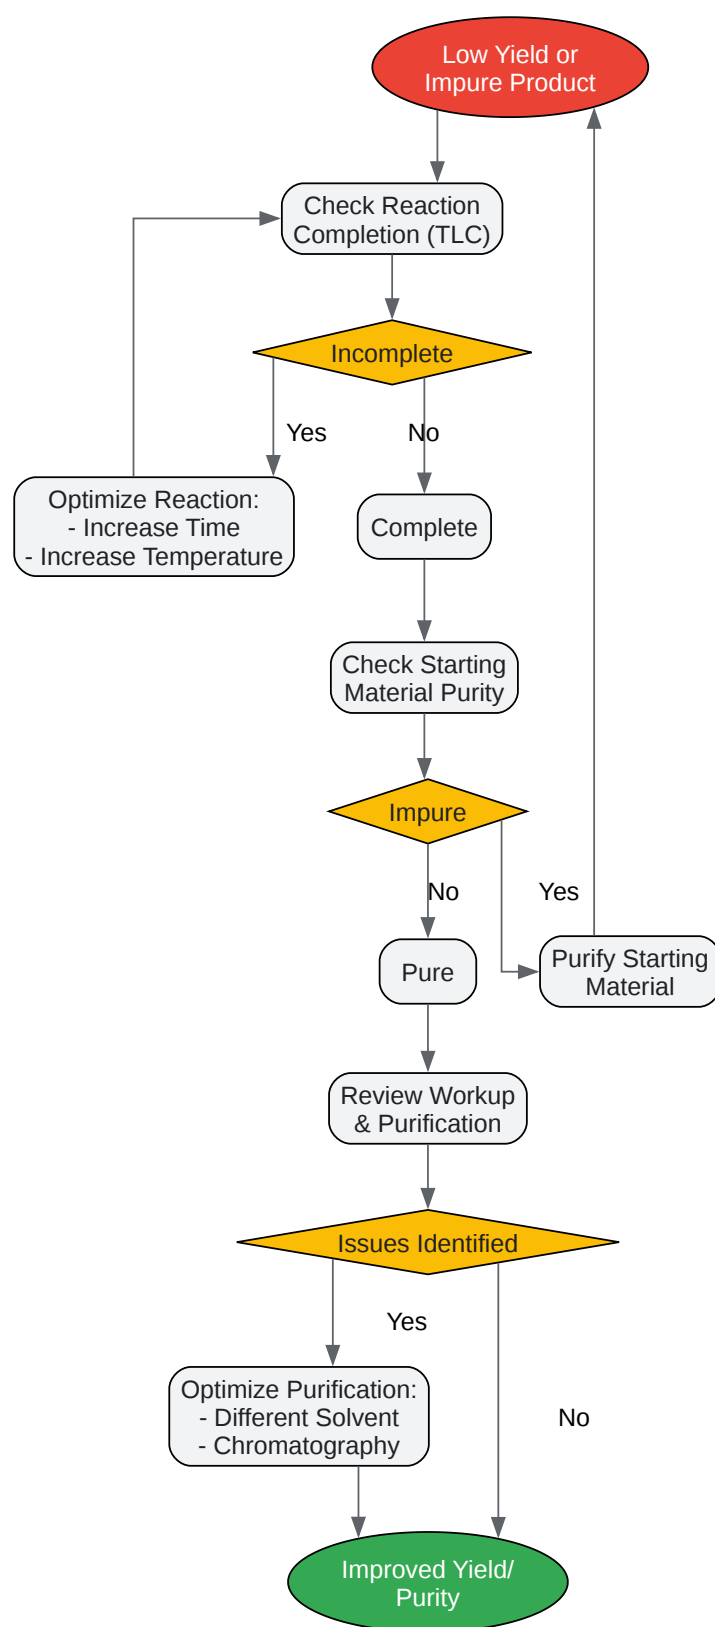 Low Yield or
Impure Product
Check Reaction
Completion (TLC)
Incomplete
Yes
No
Optimize Reaction:
- Increase Time
- Increase Temperature
Complete
Check Starting
Material Purity
Impure
No
Yes
Pure
Purify Starting
Material
Review Workup
& Purification
Issues Identified
Yes
Optimize Purification:
- Different Solvent
- Chromatography
No
Improved Yield/
Purity